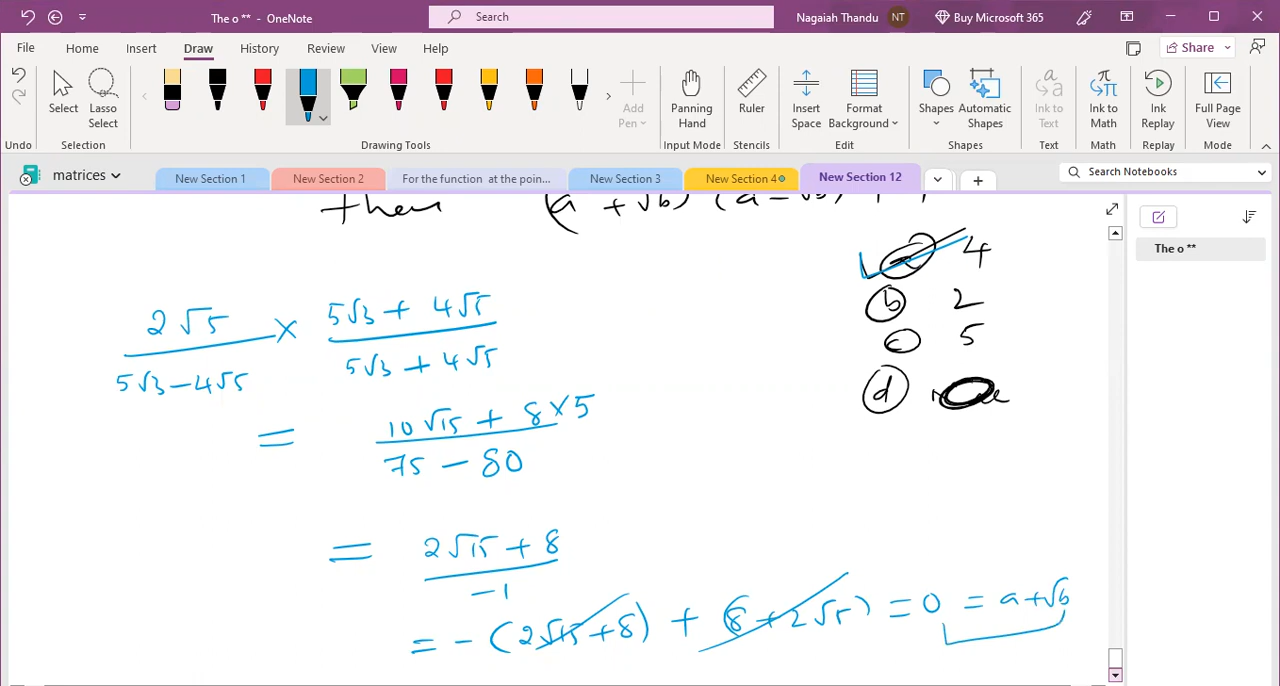 The o ** - OneNote
Search
Nagaiah Thandu NT
Buy Microsoft 365
File Home Insert Draw History Review View Help
Share
Undo
Select
Lasso Select
Selection
Add Pen
Drawing Tools
Panning Hand
Input Mode
Ruler
Stencils
Insert Space
Format Background
Edit
Shapes
Automatic Shapes
Shapes
Ink to Text
Text
Ink to Math
Math
Ink Replay
Replay
Full Page View
Mode
matrices
New Section 1
New Section 2
For the function at the poin...
New Section 3
New Section 4
New Section 12
Search Notebooks
The o **
then (a + √b) (a - √b) + 4
4
(b) 2
(c) 5
(d)
2√5 / 5√3 - 4√5 × 5√3 + 4√5 / 5√3 + 4√5
= 10√15 + 8 × 5 / 75 - 80
= 2√15 + 8 / -1
= - (2√15 + 8) + (8 + 2√15) = 0 = a + √b